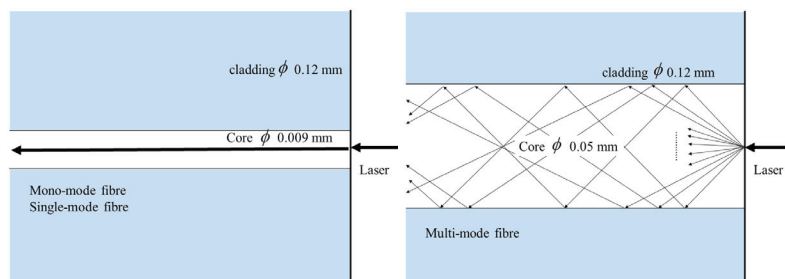 cladding ϕ 0.12 mm
Core ϕ 0.009 mm
Laser
Mono-mode fibre
Single-mode fibre
cladding ϕ 0.12 mm
Core ϕ 0.05 mm
Laser
Multi-mode fibre